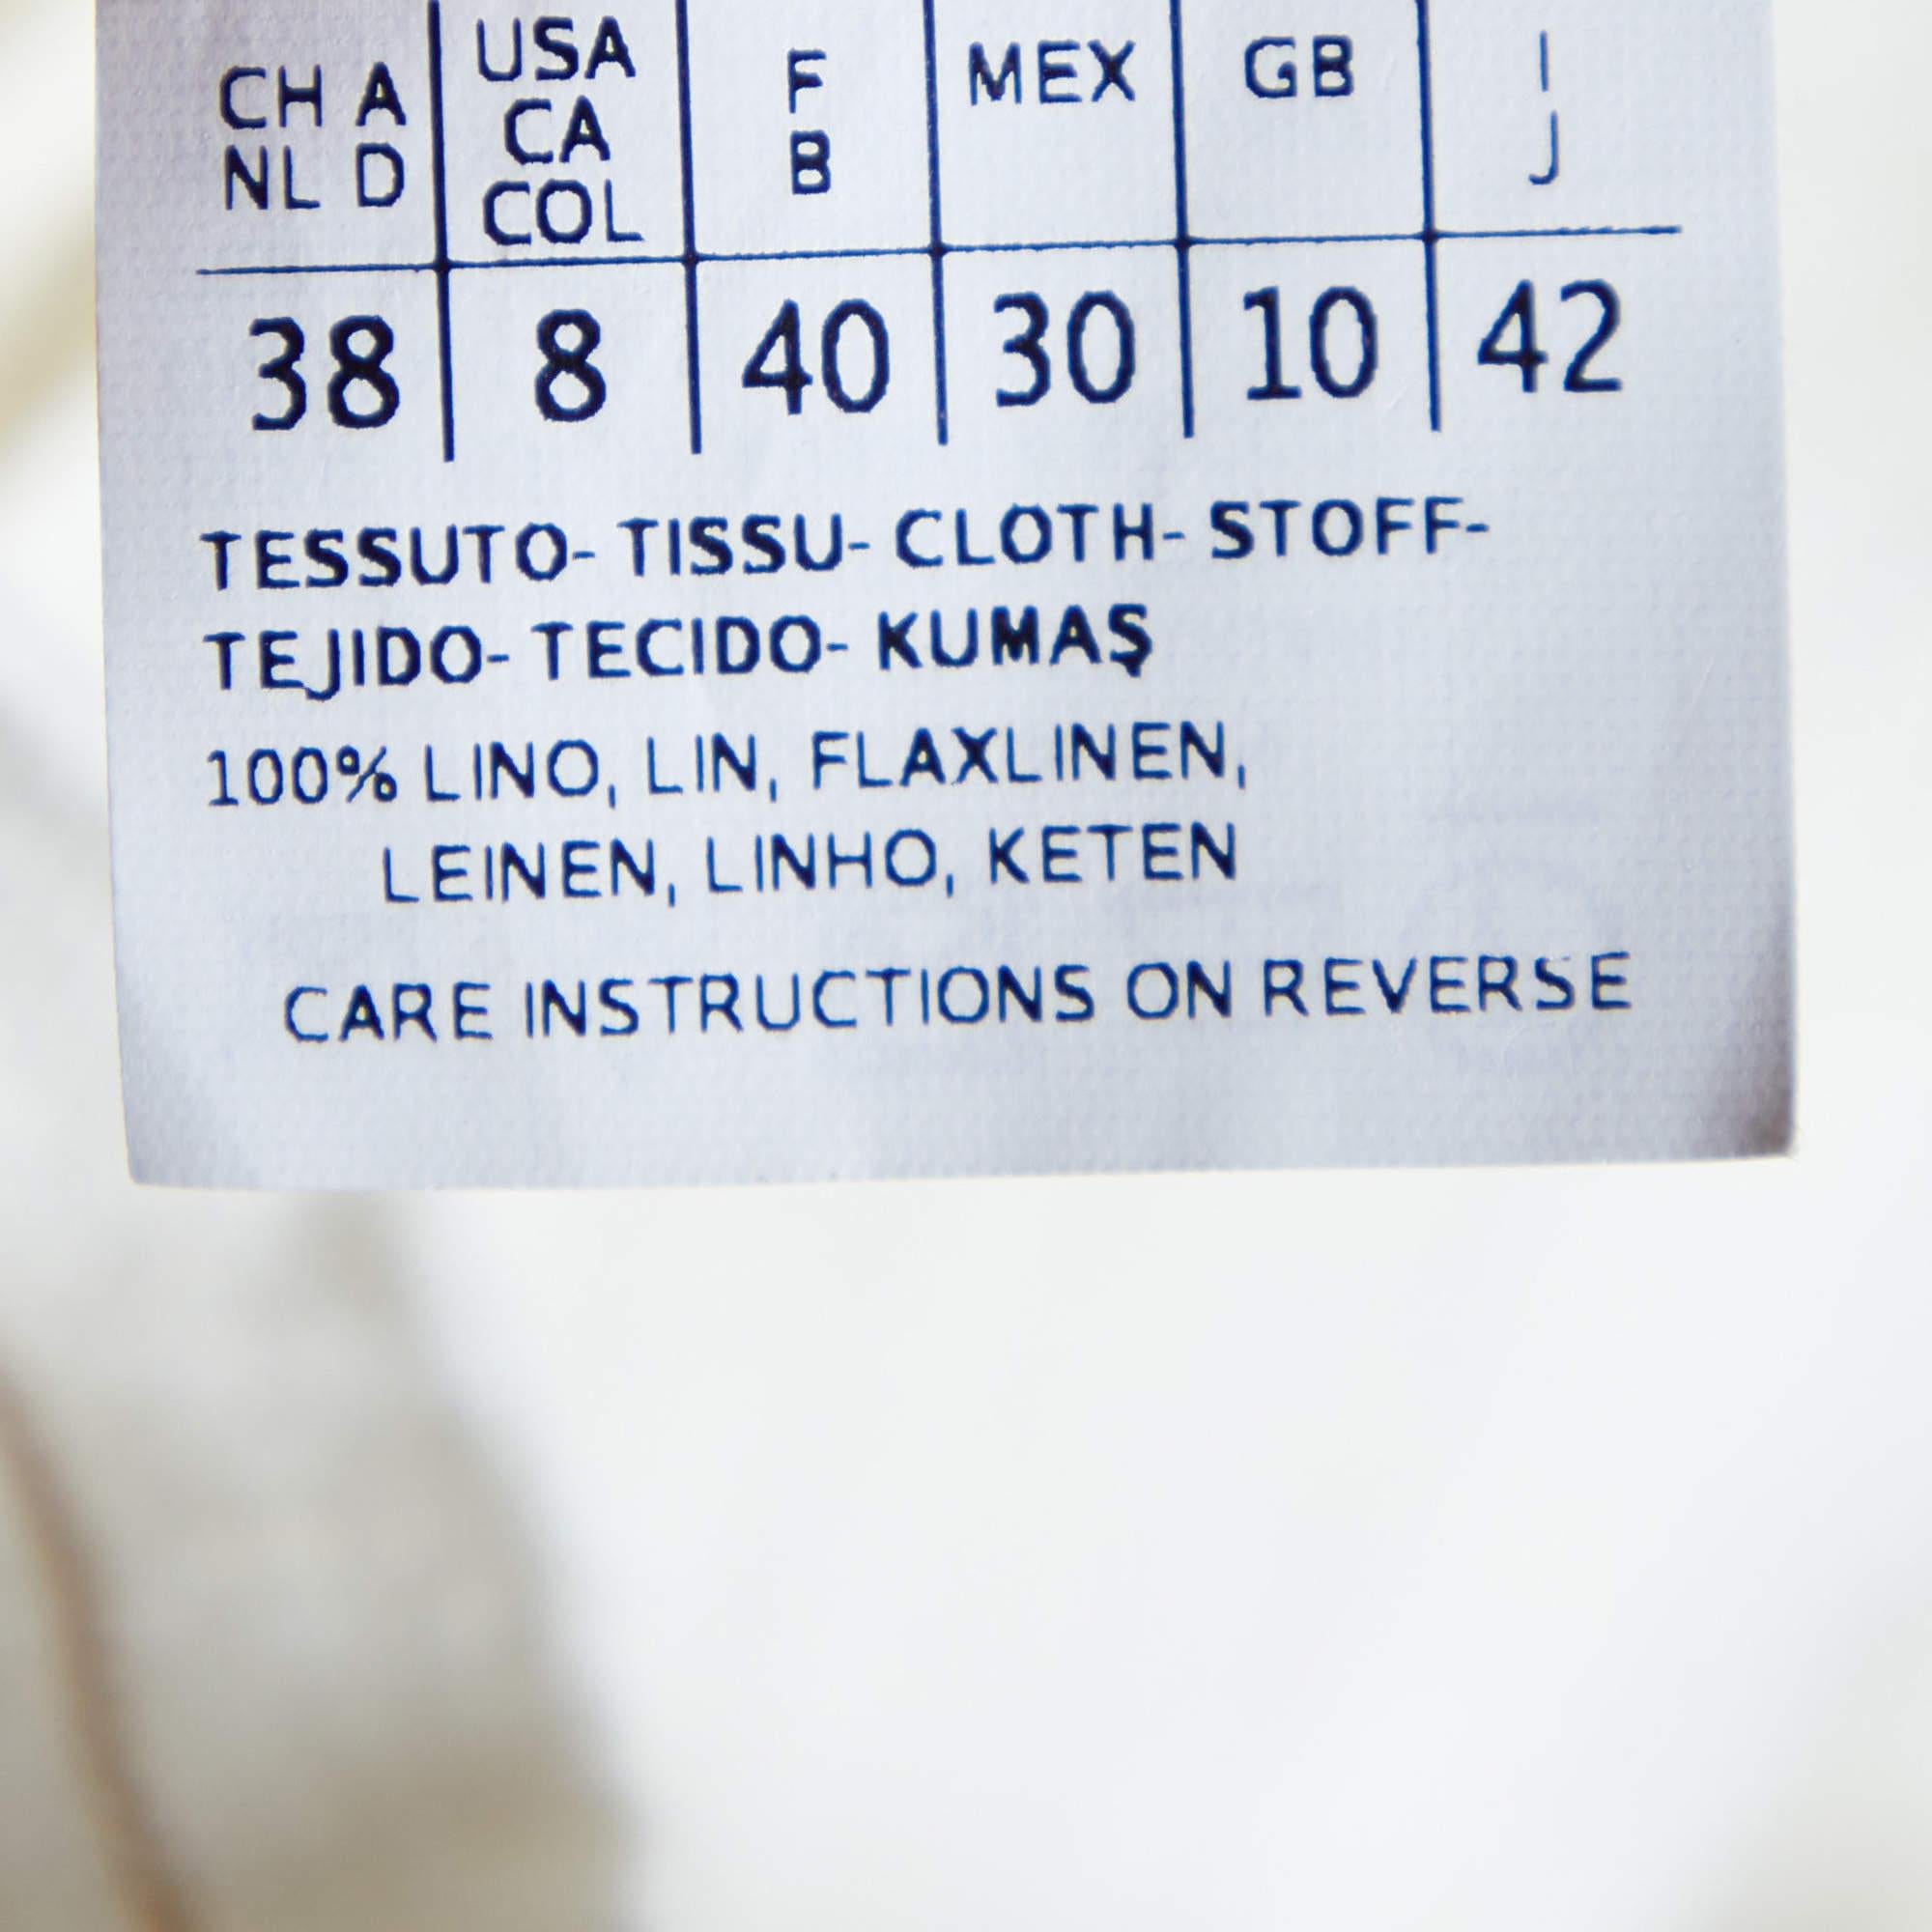 CH A
NL D
USA
CA
COL
F
B
MEX
GB
I
J
38 8 40 30 10 42
TESSUTO- TISSU- CLOTH- STOFF-
TEJIDO- TECIDO- KUMAŞ
100% LINO, LIN, FLAXLINEN,
LEINEN, LINHO, KETEN
CARE INSTRUCTIONS ON REVERSE